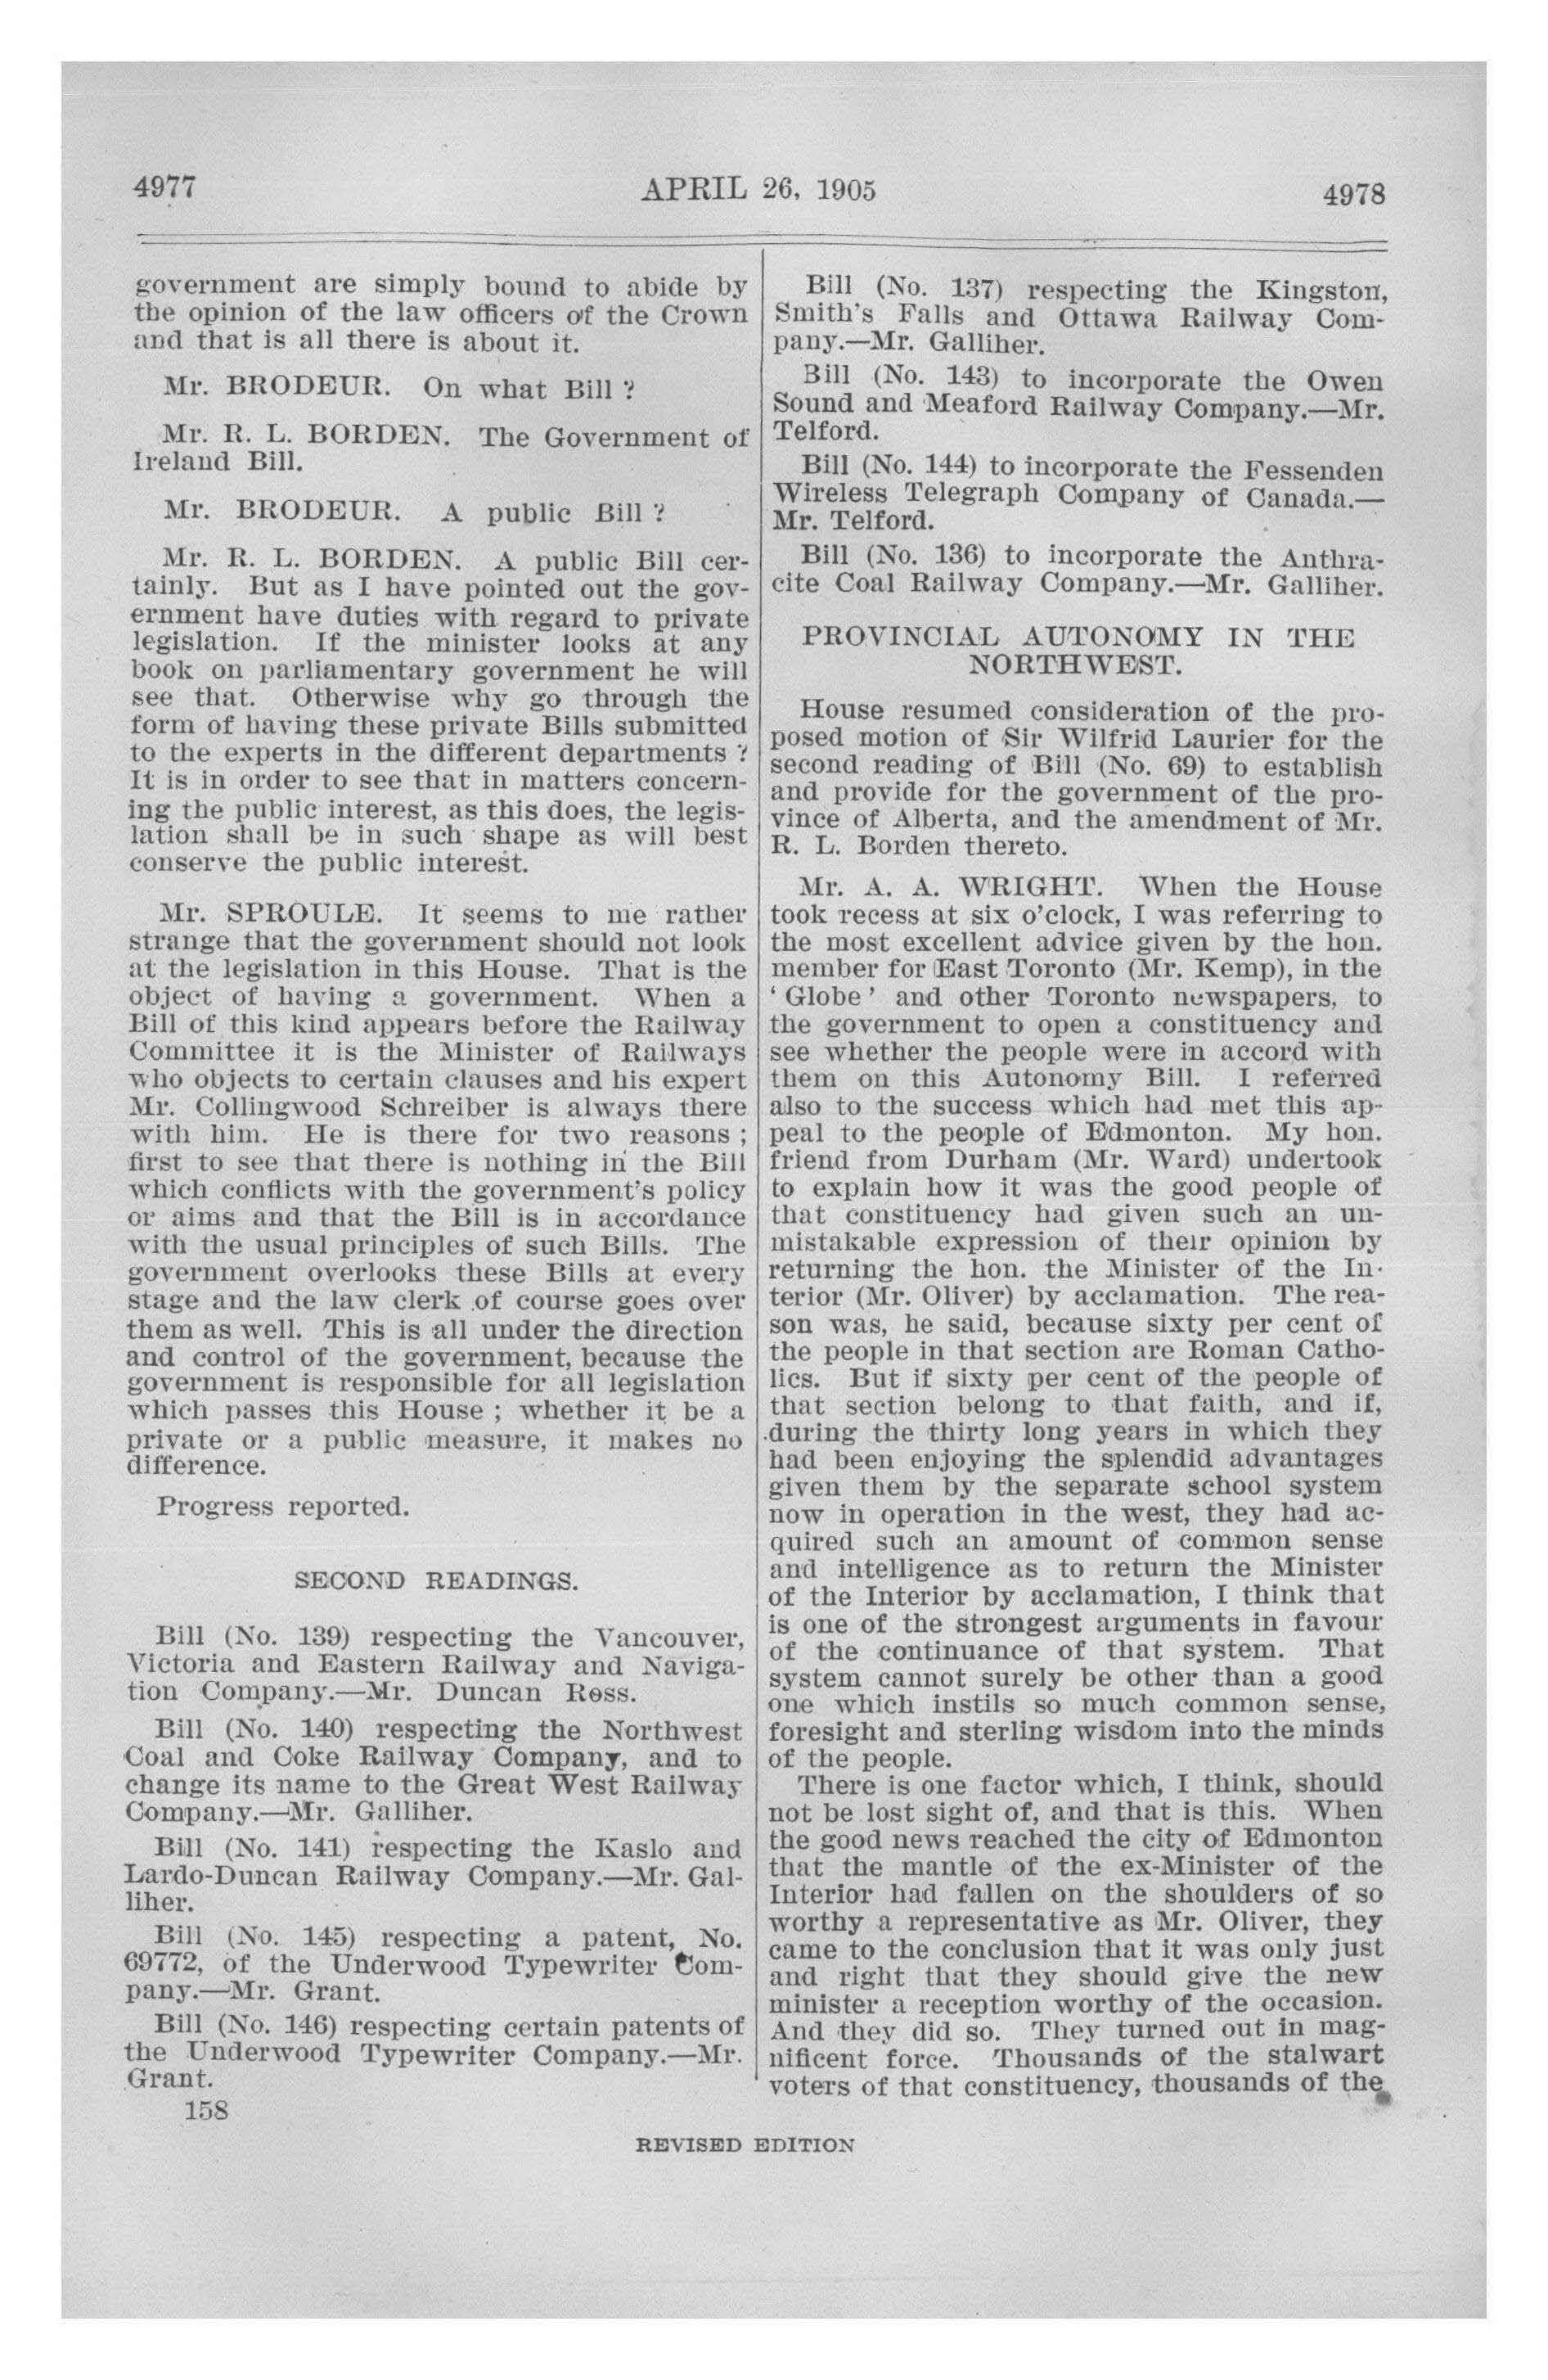 4977 APRIL 26, 1905 4978
government are simply bound to abide by
the opinion of the law officers of the Crown
and that is all there is about it.
Mr. BRODEUR. On what Bill ?
Mr. R. L. BORDEN. The Government of
Ireland Bill.
Mr. BRODEUR. A public Bill ?
Mr. R. L. BORDEN. A public Bill cer-
tainly. But as I have pointed out the gov-
ernment have duties with regard to private
legislation. If the minister looks at any
book on parliamentary government he will
see that. Otherwise why go through the
form of having these private Bills submitted
to the experts in the different departments ?
It is in order to see that in matters concern-
ing the public interest, as this does, the legis-
lation shall be in such shape as will best
conserve the public interest.
Mr. SPROULE. It seems to me rather
strange that the government should not look
at the legislation in this House. That is the
object of having a government. When a
Bill of this kind appears before the Railway
Committee it is the Minister of Railways
who objects to certain clauses and his expert
Mr. Collingwood Schreiber is always there
with him. He is there for two reasons ;
first to see that there is nothing in the Bill
which conflicts with the government's policy
or aims and that the Bill is in accordance
with the usual principles of such Bills. The
government overlooks these Bills at every
stage and the law clerk of course goes over
them as well. This is all under the direction
and control of the government, because the
government is responsible for all legislation
which passes this House ; whether it be a
private or a public measure, it makes no
difference.
Progress reported.
SECOND READINGS.
Bill (No. 139) respecting the Vancouver,
Victoria and Eastern Railway and Naviga-
tion Company.—Mr. Duncan Ross.
Bill (No. 140) respecting the Northwest
Coal and Coke Railway Company, and to
change its name to the Great West Railway
Company.—Mr. Galliher.
Bill (No. 141) respecting the Kaslo and
Lardo-Duncan Railway Company.—Mr. Gal-
liher.
Bill (No. 145) respecting a patent, No.
69772, of the Underwood Typewriter Com-
pany.—Mr. Grant.
Bill (No. 146) respecting certain patents of
the Underwood Typewriter Company.—Mr.
Grant.
158
Bill (No. 137) respecting the Kingston,
Smith's Falls and Ottawa Railway Com-
pany.—Mr. Galliher.
Bill (No. 143) to incorporate the Owen
Sound and Meaford Railway Company.—Mr.
Telford.
Bill (No. 144) to incorporate the Fessenden
Wireless Telegraph Company of Canada.—
Mr. Telford.
Bill (No. 136) to incorporate the Anthra-
cite Coal Railway Company.—Mr. Galliher.
PROVINCIAL AUTONOMY IN THE
NORTHWEST.
House resumed consideration of the pro-
posed motion of Sir Wilfrid Laurier for the
second reading of Bill (No. 69) to establish
and provide for the government of the pro-
vince of Alberta, and the amendment of Mr.
R. L. Borden thereto.
Mr. A. A. WRIGHT. When the House
took recess at six o'clock, I was referring to
the most excellent advice given by the hon.
member for East Toronto (Mr. Kemp), in the
' Globe ' and other Toronto newspapers, to
the government to open a constituency and
see whether the people were in accord with
them on this Autonomy Bill. I referred
also to the success which had met this ap-
peal to the people of Edmonton. My hon.
friend from Durham (Mr. Ward) undertook
to explain how it was the good people of
that constituency had given such an un-
mistakable expression of their opinion by
returning the hon. the Minister of the In-
terior (Mr. Oliver) by acclamation. The rea-
son was, he said, because sixty per cent of
the people in that section are Roman Catho-
lics. But if sixty per cent of the people of
that section belong to that faith, and if,
during the thirty long years in which they
had been enjoying the splendid advantages
given them by the separate school system
now in operation in the west, they had ac-
quired such an amount of common sense
and intelligence as to return the Minister
of the Interior by acclamation, I think that
is one of the strongest arguments in favour
of the continuance of that system. That
system cannot surely be other than a good
one which instils so much common sense,
foresight and sterling wisdom into the minds
of the people.
There is one factor which, I think, should
not be lost sight of, and that is this. When
the good news reached the city of Edmonton
that the mantle of the ex-Minister of the
Interior had fallen on the shoulders of so
worthy a representative as Mr. Oliver, they
came to the conclusion that it was only just
and right that they should give the new
minister a reception worthy of the occasion.
And they did so. They turned out in mag-
nificent force. Thousands of the stalwart
voters of that constituency, thousands of the
REVISED EDITION